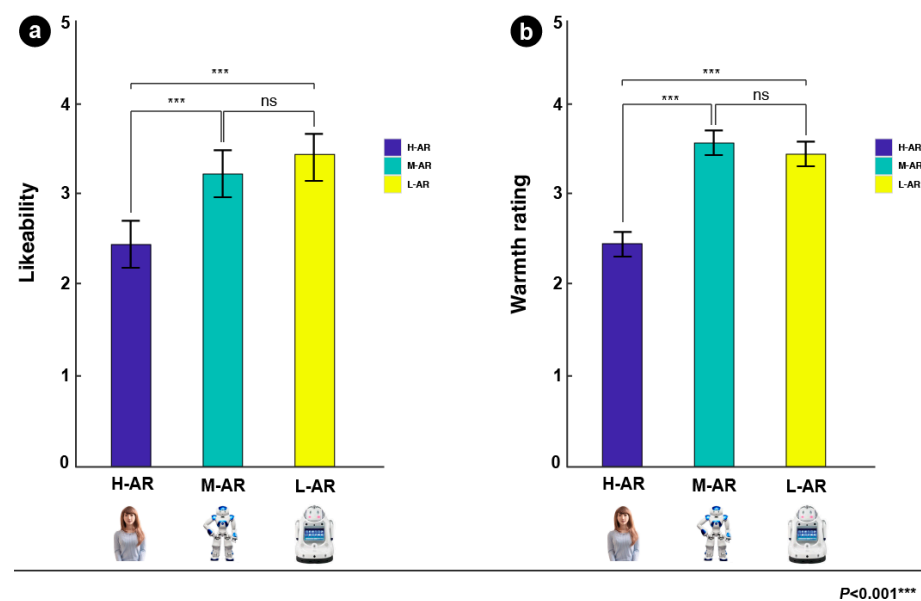 a
Likeability
5
4
3
2
1
0
***
***
ns
H-AR
M-AR
L-AR
H-AR
M-AR
L-AR
b
Warmth rating
5
4
3
2
1
0
***
***
ns
H-AR
M-AR
L-AR
H-AR
M-AR
L-AR
P<0.001***